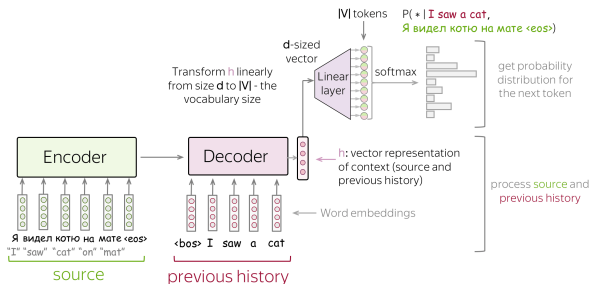 |V| tokens
P( * | I saw a cat,
Я видел котю на мате <eos>)
d-sized
vector
Transform h linearly
from size d to |V| - the
vocabulary size
Linear
layer
softmax
get probability
distribution for
the next token
Encoder
Decoder
h: vector representation
of context (source and
previous history)
process source and
previous history
Word embeddings
Я видел котю на мате <eos>
"I" "saw" "cat" "on" "mat"
<bos> I saw a cat
source
previous history